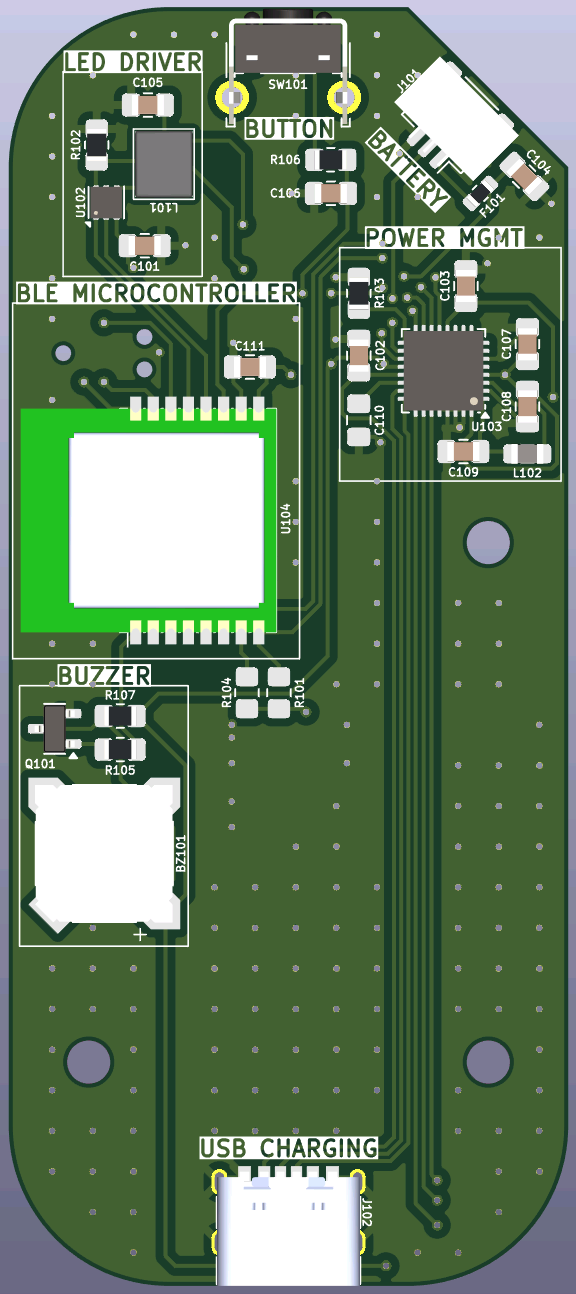 LED DRIVER
C105
R102
U102
L101
C101
SW101
BUTTON
R106
C106
J101
BATTERY
C104
F101
POWER MGMT
R103
C103
C102
C107
C110
C108
U103
C109
L102
BLE MICROCONTROLLER
C111
U104
R104
R101
BUZZER
R107
Q101
R105
BZ101
+
USB CHARGING
J102